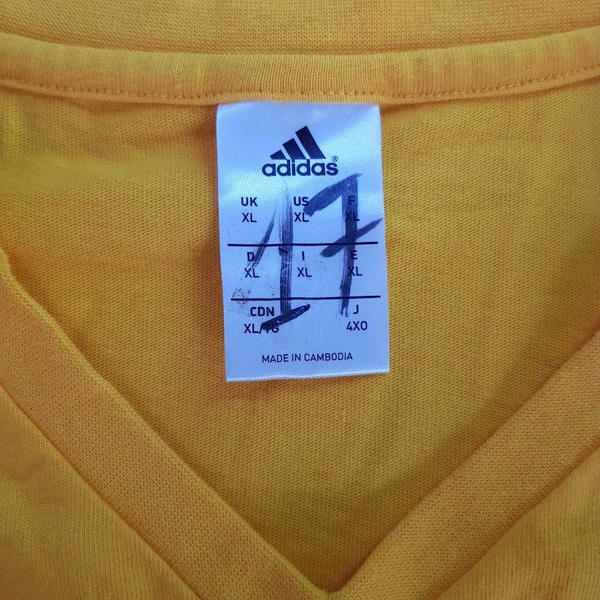 adidas®
UK US F
XL XL XL
17
D I E
XL XL XL
CDN J
XL/TG 4XO
MADE IN CAMBODIA